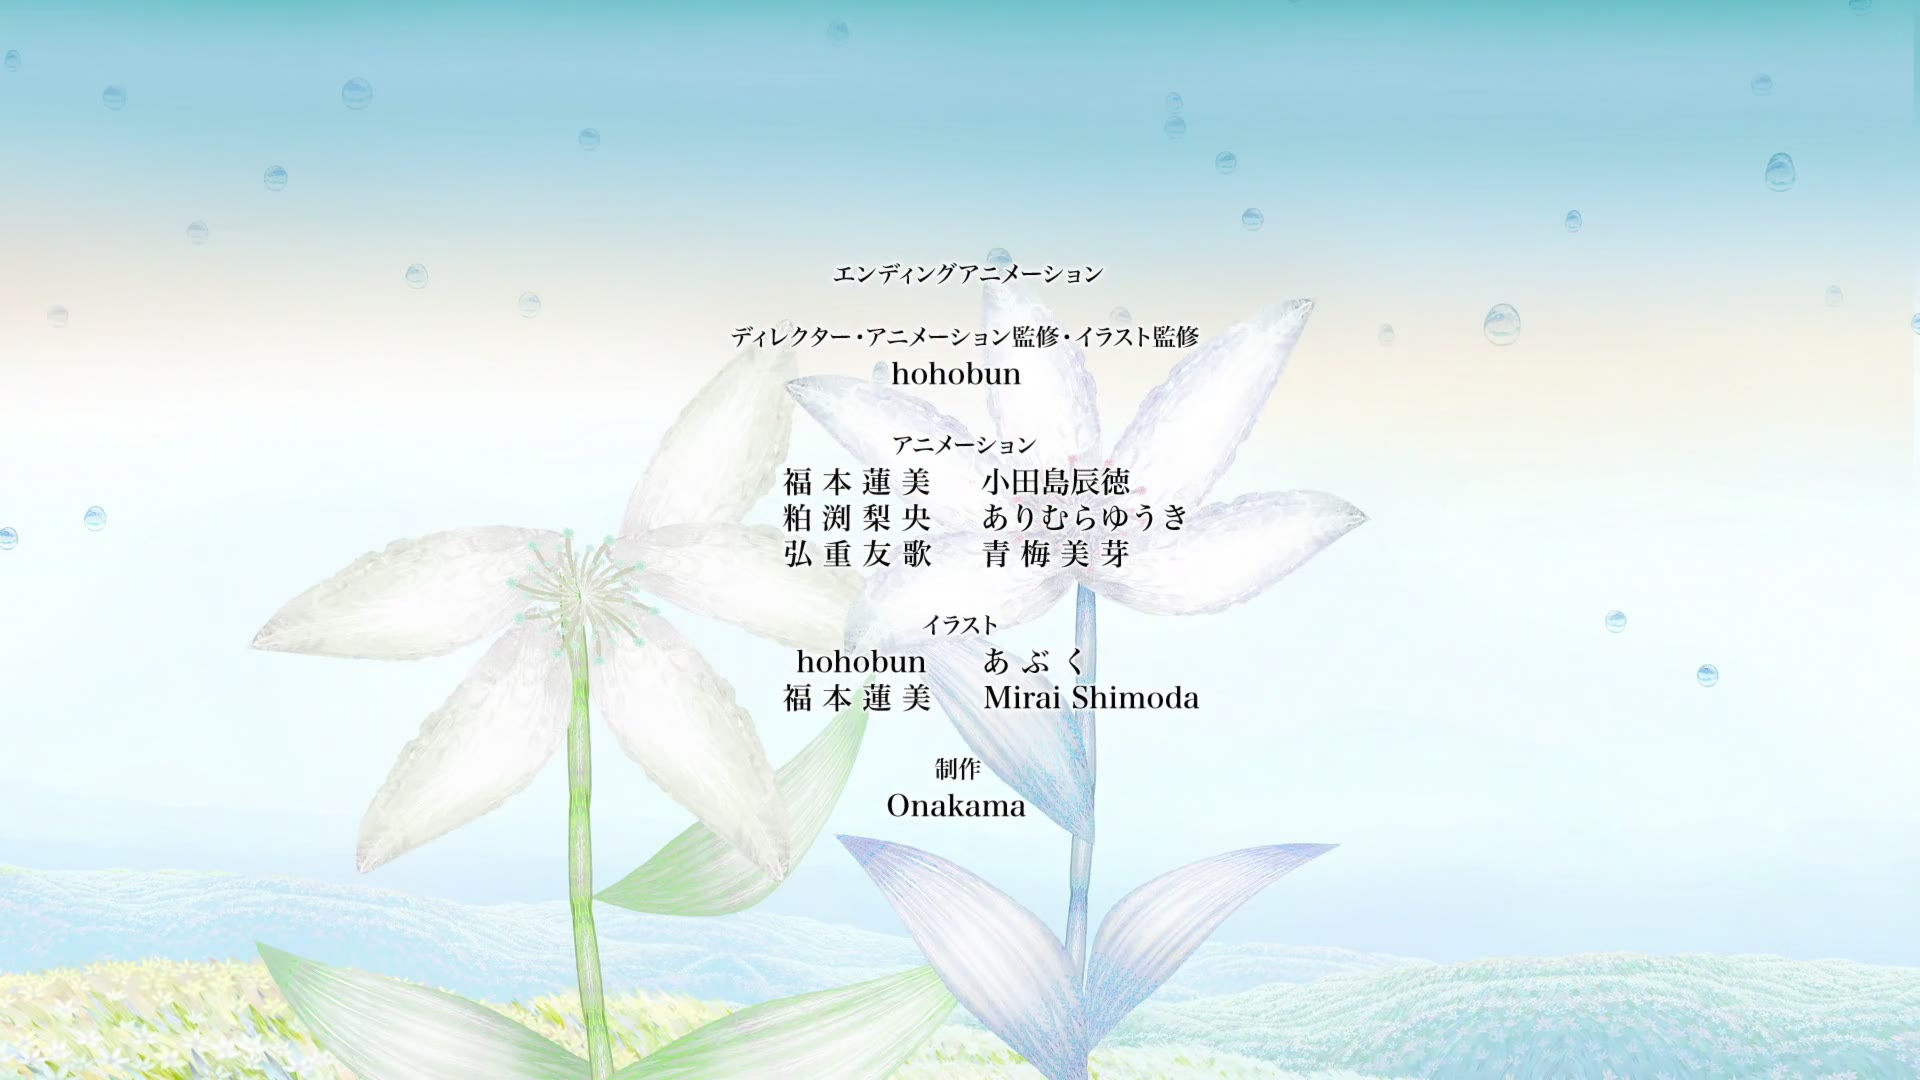 エンディングアニメーション
ディレクター・アニメーション監修・イラスト監修
hohobun
アニメーション
福本蓮美 小田島辰徳
粕渕梨央 ありむらゆうき
弘重友歌 青梅美芽
イラスト
hohobun あぶく
福本蓮美 Mirai Shimoda
制作
Onakama